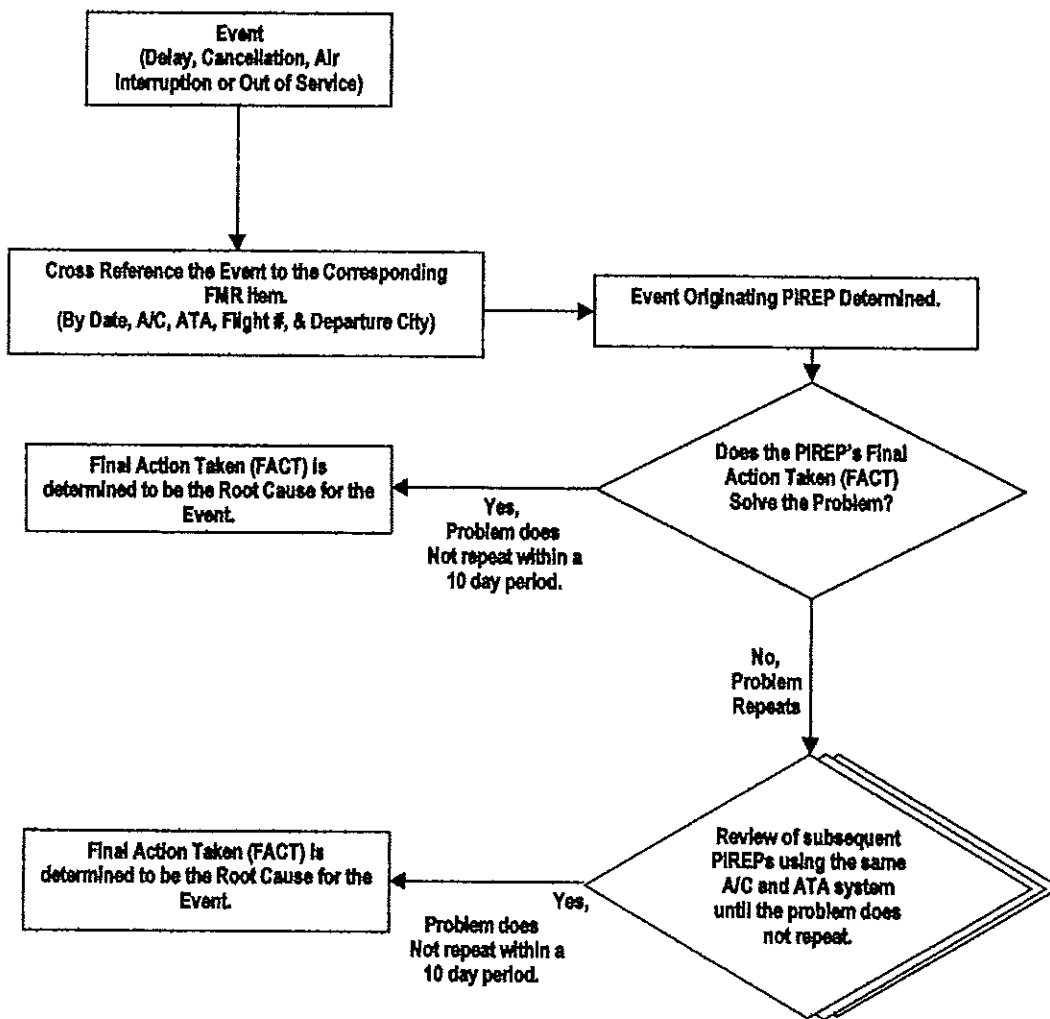 Event
(Delay, Cancellation, Air
Interruption or Out of Service)
Cross Reference the Event to the Corresponding
FMR Item.
(By Date, A/C, ATA, Flight #, & Departure City)
Event Originating PIREP Determined.
Does the PIREP's Final
Action Taken (FACT)
Solve the Problem?
Final Action Taken (FACT) is
determined to be the Root Cause for the
Event.
Yes,
Problem does
Not repeat within a
10 day period.
No,
Problem
Repeats
Review of subsequent
PIREPs using the same
A/C and ATA system
until the problem does
not repeat.
Final Action Taken (FACT) is
determined to be the Root Cause for the
Event.
Yes,
Problem does
Not repeat within a
10 day period.